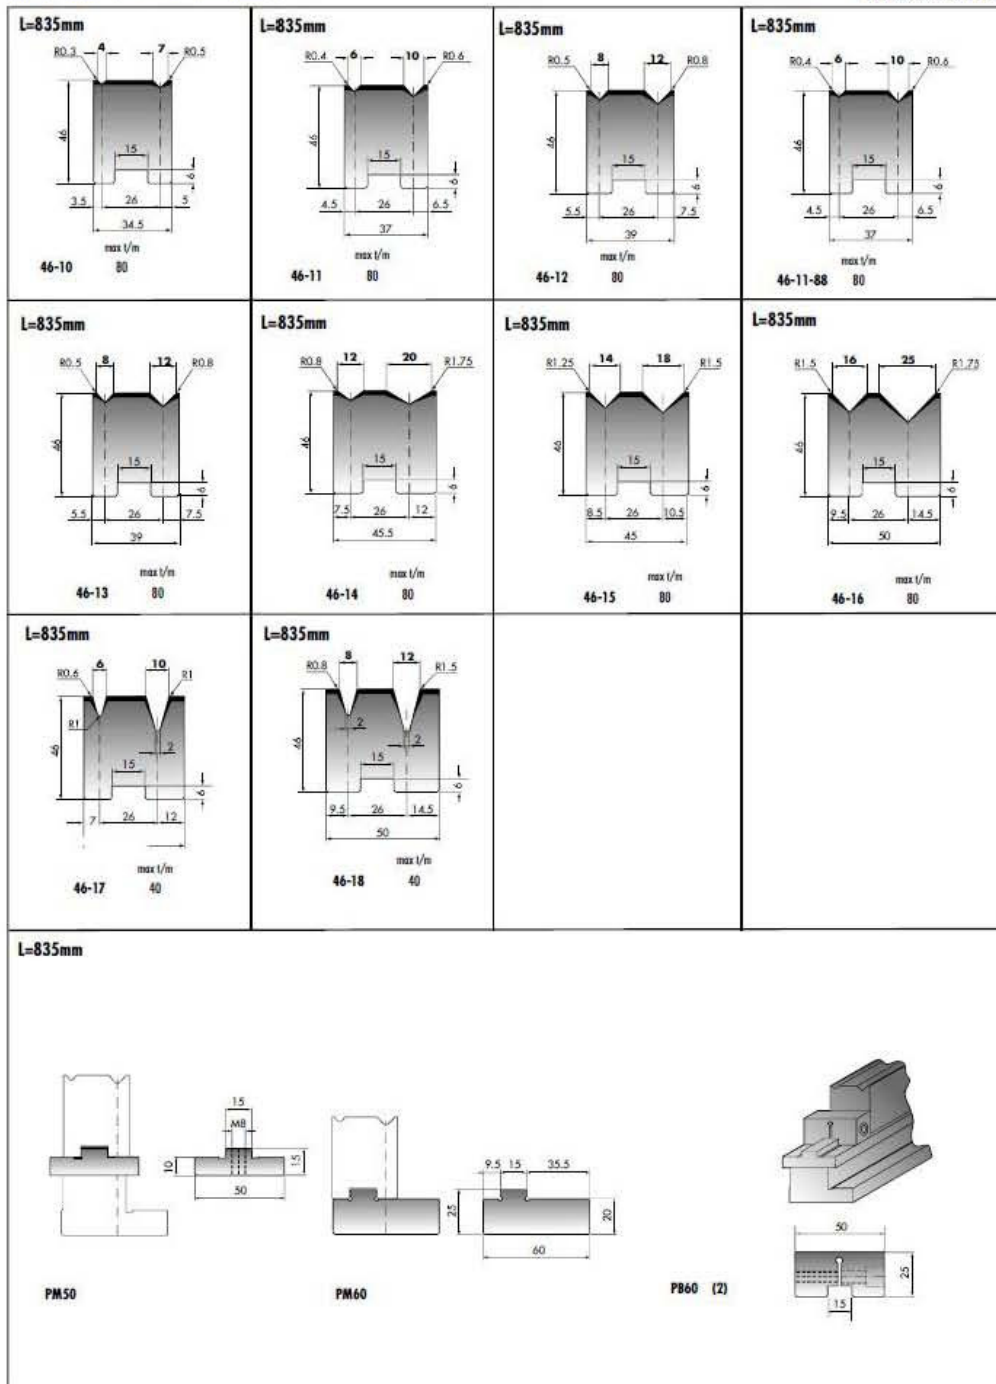 L=835mm
R0.3 4 7 R0.5
46
15
6
3.5 26 5
34.5
max t/m
46-10 80
L=835mm
R0.4 6 10 R0.6
46
15
6
4.5 26 6.5
37
max t/m
46-11 80
L=835mm
R0.5 8 12 R0.8
46
15
6
5.5 26 7.5
39
max t/m
46-12 80
L=835mm
R0.4 6 10 R0.6
46
15
6
4.5 26 6.5
37
max t/m
46-11-88 80
L=835mm
R0.5 8 12 R0.8
46
15
6
5.5 26 7.5
39
max t/m
46-13 80
L=835mm
R0.8 12 20 R1.75
46
15
6
7.5 26 12
45.5
max t/m
46-14 80
L=835mm
R1.25 14 18 R1.5
46
15
6
8.5 26 10.5
45
max t/m
46-15 80
L=835mm
R1.5 16 25 R1.75
46
15
6
9.5 26 14.5
50
max t/m
46-16 80
L=835mm
R0.6 6 10 R1
R1
46
2
15
6
7 26 12
max t/m
46-17 40
L=835mm
R0.8 8 12 R1.5
2
46
2
15
6
9.5 26 14.5
50
max t/m
46-18 40
L=835mm
15
M8
10
15
50
PM50
9.5 15 35.5
25
20
60
PM60
50
25
15
PB60 (2)